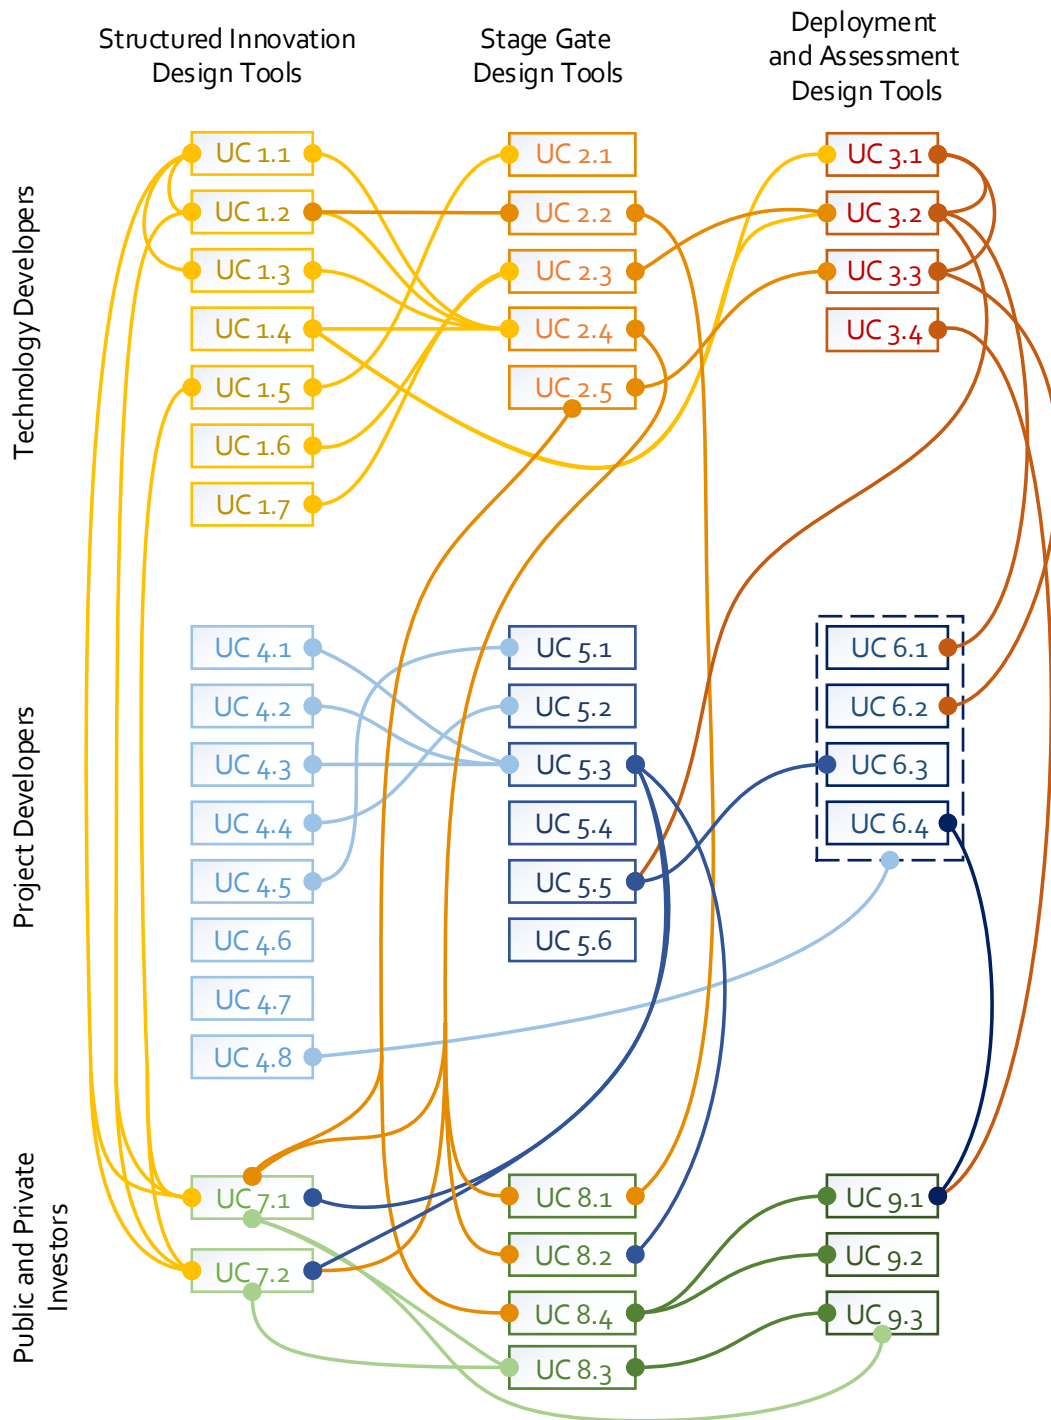 Structured Innovation
Design Tools
Stage Gate
Design Tools
Deployment
and Assessment
Design Tools
Technology Developers
UC 1.1
UC 1.2
UC 1.3
UC 1.4
UC 1.5
UC 1.6
UC 1.7
UC 2.1
UC 2.2
UC 2.3
UC 2.4
UC 2.5
UC 3.1
UC 3.2
UC 3.3
UC 3.4
Project Developers
UC 4.1
UC 4.2
UC 4.3
UC 4.4
UC 4.5
UC 4.6
UC 4.7
UC 4.8
UC 5.1
UC 5.2
UC 5.3
UC 5.4
UC 5.5
UC 5.6
UC 6.1
UC 6.2
UC 6.3
UC 6.4
Public and Private
Investors
UC 7.1
UC 7.2
UC 8.1
UC 8.2
UC 8.4
UC 8.3
UC 9.1
UC 9.2
UC 9.3